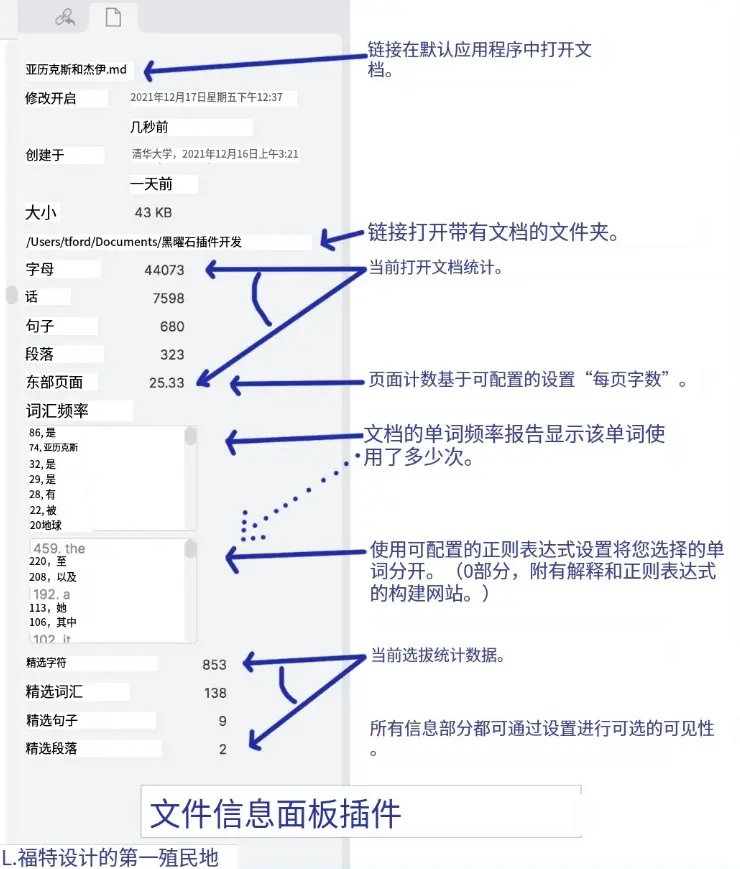 链接在默认应用程序中打开文
档。
亚历克斯和杰伊.md
修改开启 2021年12月17日星期五下午12:37
几秒前
创建于 清华大学，2021年12月16日上午3:21
一天前
大小 43 KB
/Users/tford/Documents/黑曜石插件开发
链接打开带有文档的文件夹。
字母 44073
当前打开文档统计。
话 7598
句子 680
段落 323
东部页面 25.33
页面计数基于可配置的设置“每页字数”。
词汇频率
86, 是
74, 亚历克斯
32, 是
29, 是
28, 有
22, 被
20地球
文档的单词频率报告显示该单词使
用了多少次。
459. the
220，至
208，以及
192. a
113，她
106，其中
102. it
使用可配置的正则表达式设置将您选择的单
词分开。（0部分，附有解释和正则表达式
的构建网站。）
精选字符 853
当前选拔统计数据。
精选词汇 138
精选句子 9
精选段落 2
所有信息部分都可通过设置进行可选的可见性
。
文件信息面板插件
L.福特设计的第一殖民地